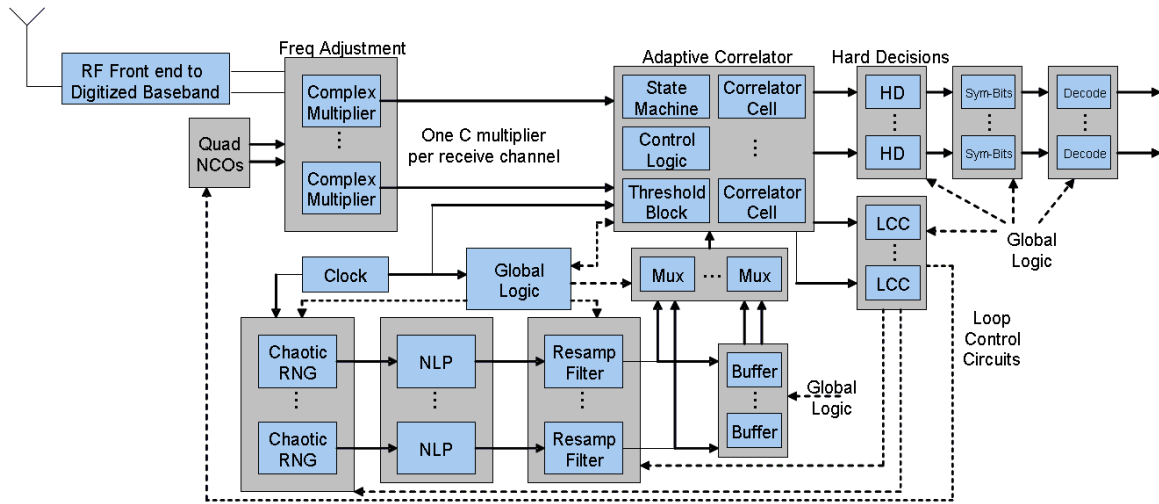 Freq Adjustment
Adaptive Correlator
Hard Decisions
RF Front end to
Digitized Baseband
Complex
Multiplier
Complex
Multiplier
Quad
NCOs
One C multiplier
per receive channel
State
Machine
Correlator
Cell
Control
Logic
Threshold
Block
Correlator
Cell
HD
HD
Sym-Bits
Sym-Bits
Decode
Decode
LCC
LCC
Global
Logic
Clock
Global
Logic
Mux
...
Mux
Loop
Control
Circuits
Chaotic
RNG
Chaotic
RNG
NLP
NLP
Resamp
Filter
Resamp
Filter
Buffer
Buffer
Global
Logic